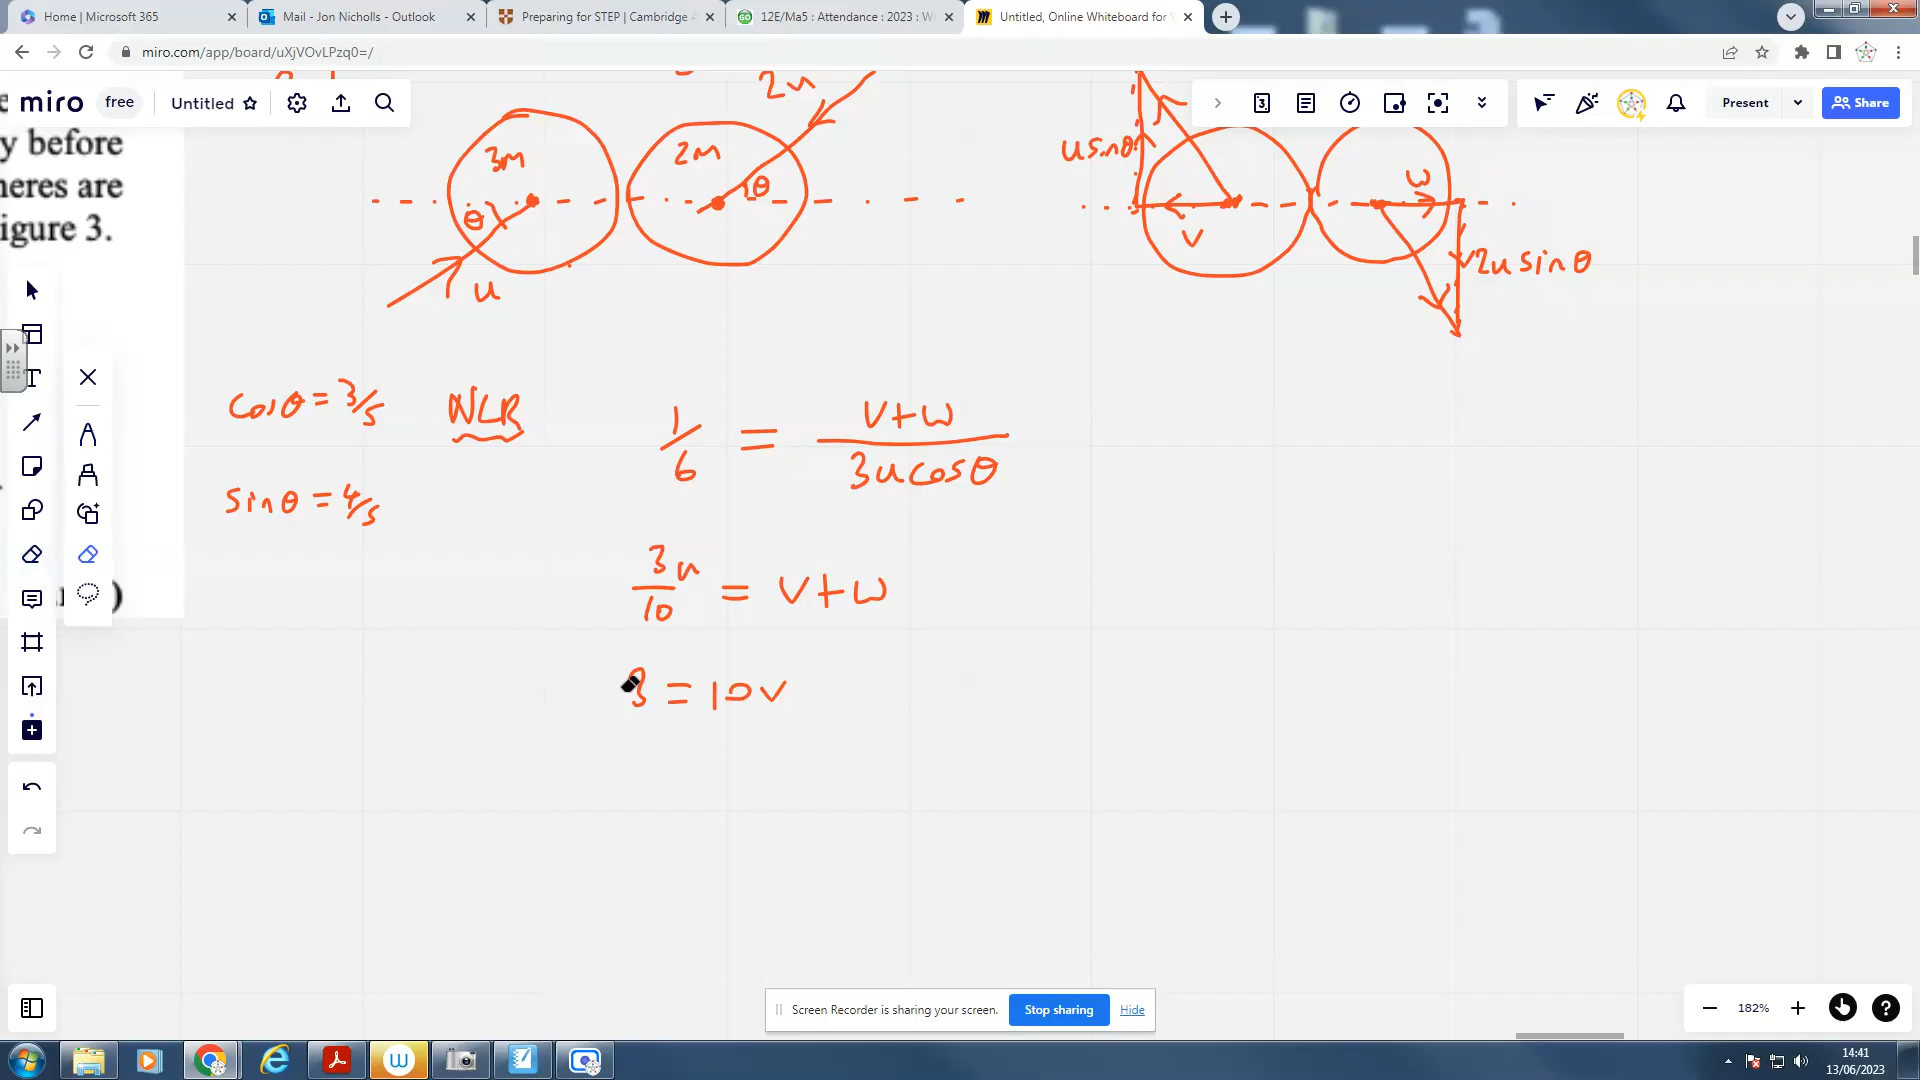 Home | Microsoft 365
Mail - Jon Nicholls - Outlook
Preparing for STEP | Cambridge
12E/Ma5 : Attendance : 2023 : W
Untitled, Online Whiteboard for
miro.com/app/board/uXjVOvLPzq0=/
miro
free
Untitled
Present
Share
y before
heres are
igure 3.
2u
3m
2m
θ
θ
u
usinθ
w
v
2u sinθ
cosθ = 3/5
NLR
1/6 = v+w / 3ucosθ
sinθ = 4/5
3u/10 = v+w
3 = 10v
Screen Recorder is sharing your screen.
Stop sharing
Hide
182%
14:41
13/06/2023